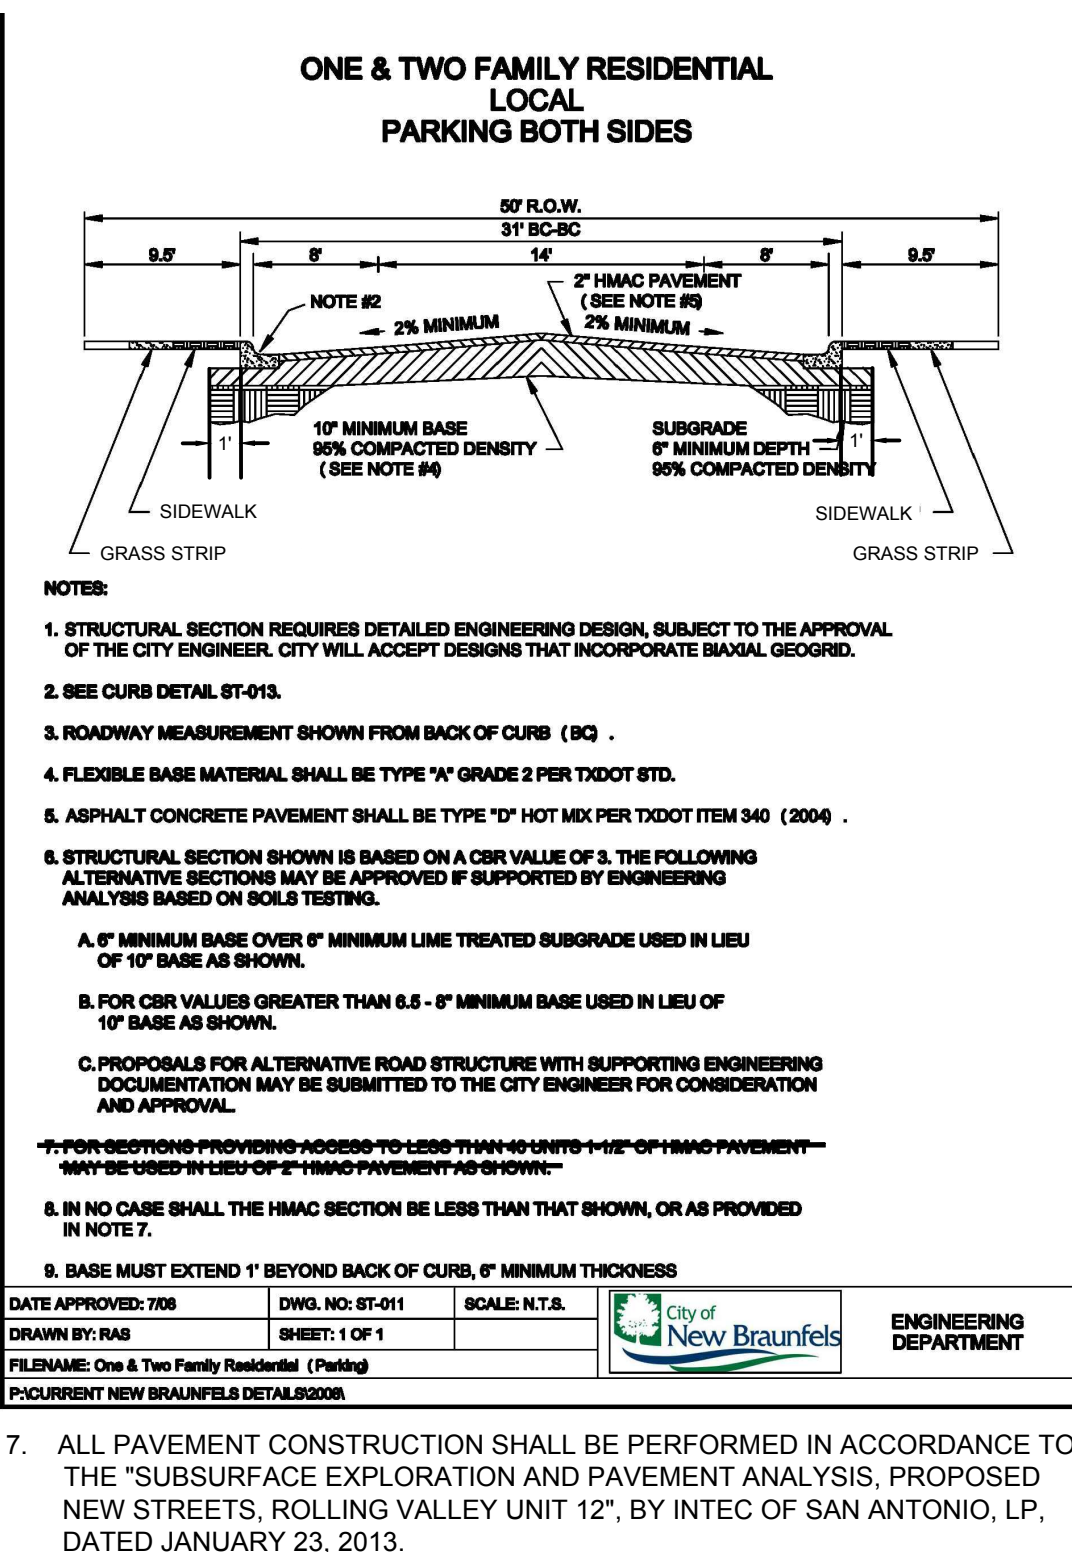 ONE & TWO FAMILY RESIDENTIAL
LOCAL
PARKING BOTH SIDES
50' R.O.W.
31' BC-BC
9.5'
8'
14'
8'
9.5'
NOTE #2
2% MINIMUM
2" HMAC PAVEMENT
(SEE NOTE #5)
2% MINIMUM
1'
10" MINIMUM BASE
95% COMPACTED DENSITY
(SEE NOTE #4)
SUBGRADE
6" MINIMUM DEPTH
95% COMPACTED DENSITY
1'
SIDEWALK
SIDEWALK
GRASS STRIP
GRASS STRIP
NOTES:
1. STRUCTURAL SECTION REQUIRES DETAILED ENGINEERING DESIGN, SUBJECT TO THE APPROVAL
OF THE CITY ENGINEER. CITY WILL ACCEPT DESIGNS THAT INCORPORATE BIAXIAL GEOGRID.
2. SEE CURB DETAIL ST-013.
3. ROADWAY MEASUREMENT SHOWN FROM BACK OF CURB (BC) .
4. FLEXIBLE BASE MATERIAL SHALL BE TYPE "A" GRADE 2 PER TXDOT STD.
5. ASPHALT CONCRETE PAVEMENT SHALL BE TYPE "D" HOT MIX PER TXDOT ITEM 340 (2004) .
6. STRUCTURAL SECTION SHOWN IS BASED ON A CBR VALUE OF 3. THE FOLLOWING
ALTERNATIVE SECTIONS MAY BE APPROVED IF SUPPORTED BY ENGINEERING
ANALYSIS BASED ON SOILS TESTING.
A. 6" MINIMUM BASE OVER 6" MINIMUM LIME TREATED SUBGRADE USED IN LIEU
OF 10" BASE AS SHOWN.
B. FOR CBR VALUES GREATER THAN 6.5 - 8" MINIMUM BASE USED IN LIEU OF
10" BASE AS SHOWN.
C. PROPOSALS FOR ALTERNATIVE ROAD STRUCTURE WITH SUPPORTING ENGINEERING
DOCUMENTATION MAY BE SUBMITTED TO THE CITY ENGINEER FOR CONSIDERATION
AND APPROVAL.
7. FOR SECTIONS PROVIDING ACCESS TO LESS THAN 40 UNITS 1-1/2" OF HMAC PAVEMENT
MAY BE USED IN LIEU OF 2" HMAC PAVEMENT AS SHOWN.
8. IN NO CASE SHALL THE HMAC SECTION BE LESS THAN THAT SHOWN, OR AS PROVIDED
IN NOTE 7.
9. BASE MUST EXTEND 1' BEYOND BACK OF CURB, 6" MINIMUM THICKNESS
DATE APPROVED: 7/08
DWG. NO: ST-011
SCALE: N.T.S.
DRAWN BY: RAS
SHEET: 1 OF 1
FILENAME: One & Two Family Residential (Parking)
P:\CURRENT NEW BRAUNFELS DETAILS\2008\
City of
New Braunfels
ENGINEERING
DEPARTMENT
7. ALL PAVEMENT CONSTRUCTION SHALL BE PERFORMED IN ACCORDANCE TO
THE "SUBSURFACE EXPLORATION AND PAVEMENT ANALYSIS, PROPOSED
NEW STREETS, ROLLING VALLEY UNIT 12", BY INTEC OF SAN ANTONIO, LP,
DATED JANUARY 23, 2013.